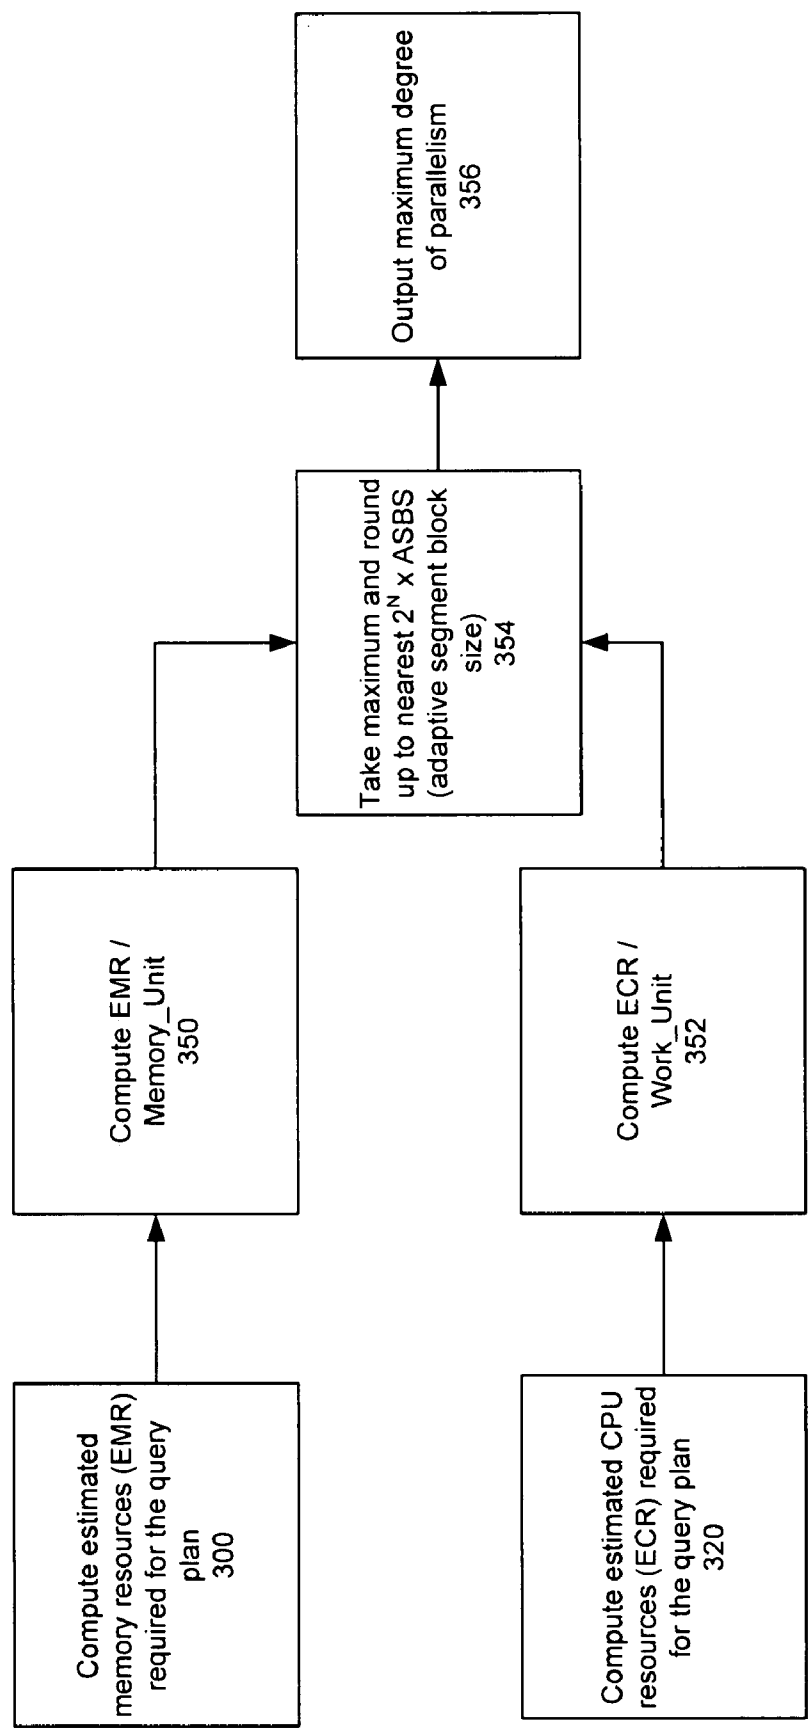 Compute estimated
memory resources (EMR)
required for the query
plan
300
Compute EMR /
Memory_Unit
350
Compute estimated CPU
resources (ECR) required
for the query plan
320
Compute ECR /
Work_Unit
352
Take maximum and round
up to nearest 2^N x ASBS
(adaptive segment block
size)
354
Output maximum degree
of parallelism
356